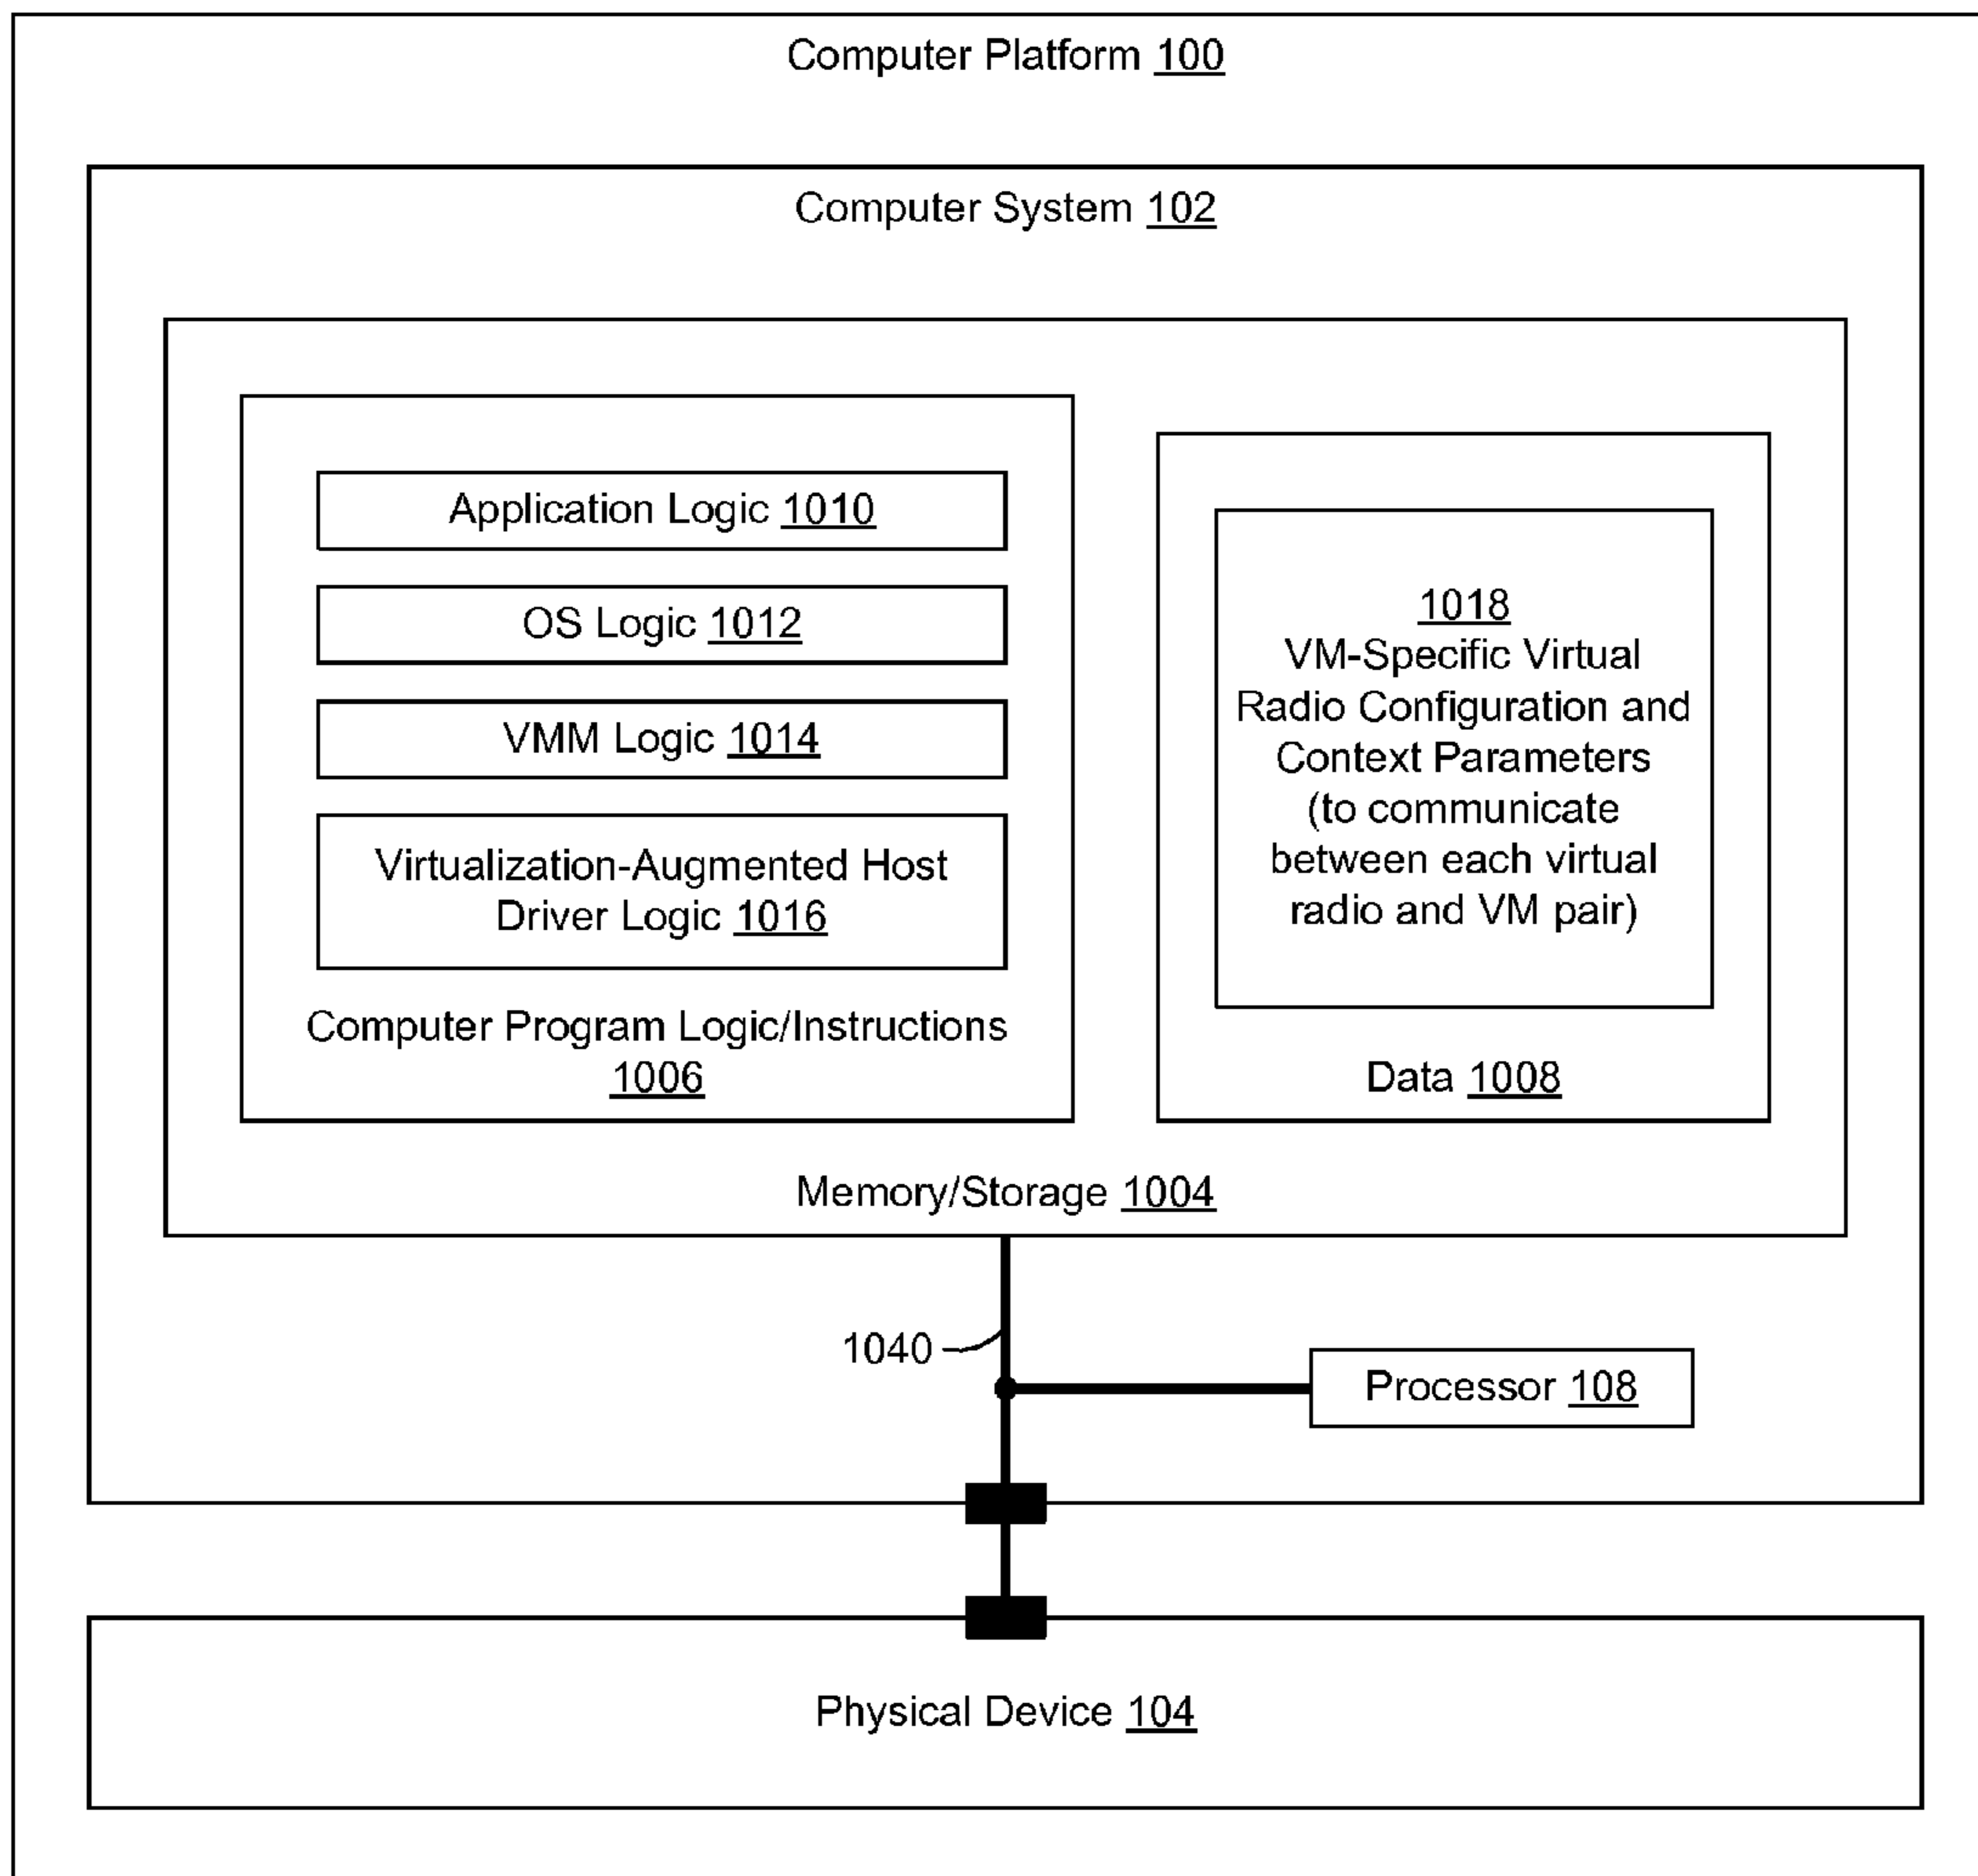 Computer Platform 100
Computer System 102
Application Logic 1010
OS Logic 1012
VMM Logic 1014
Virtualization-Augmented Host
Driver Logic 1016
Computer Program Logic/Instructions
1006
1018
VM-Specific Virtual
Radio Configuration and
Context Parameters
(to communicate
between each virtual
radio and VM pair)
Data 1008
Memory/Storage 1004
1040
Processor 108
Physical Device 104